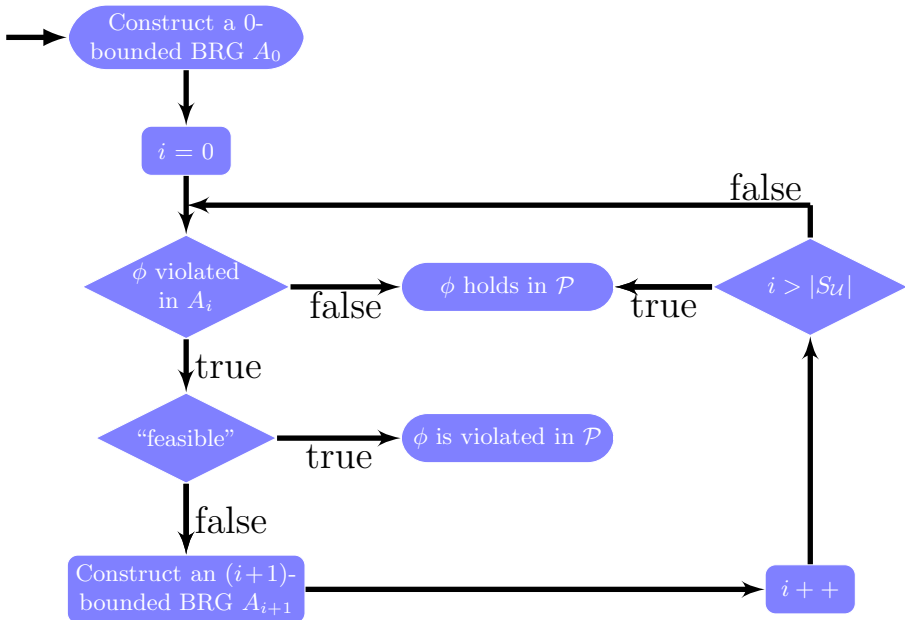 Construct a 0-
bounded BRG A₀
i = 0
false
ϕ violated
in Aᵢ
false
ϕ holds in 𝒫
true
i > |S_𝒰|
true
“feasible”
true
ϕ is violated in 𝒫
false
Construct an (i+1)-
bounded BRG Aᵢ₊₁
i + +